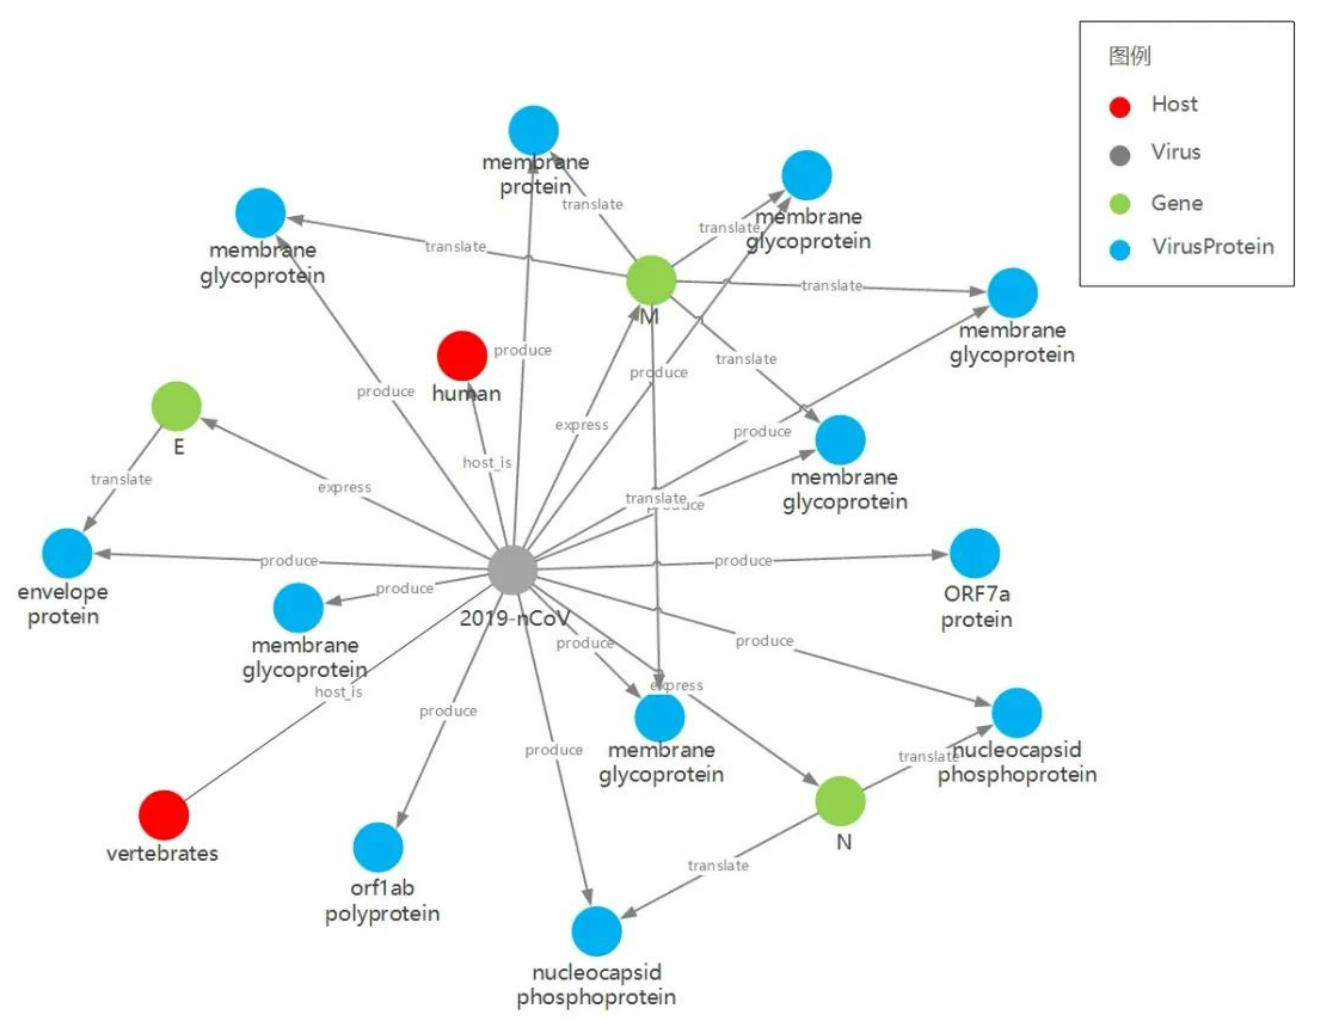 图例
Host
Virus
Gene
VirusProtein
membrane
protein
translate
membrane
glycoprotein
translate
membrane
glycoprotein
translate
M
translate
membrane
glycoprotein
human
produce
produce
translate
produce
express
produce
membrane
glycoprotein
E
translate
express
host_is
translate
produce
envelope
protein
produce
produce
membrane
glycoprotein
2019-nCoV
produce
ORF7a
protein
host_is
produce
produce
express
produce
membrane
glycoprotein
produce
translate
nucleocapsid
phosphoprotein
vertebrates
orf1ab
polyprotein
N
translate
nucleocapsid
phosphoprotein